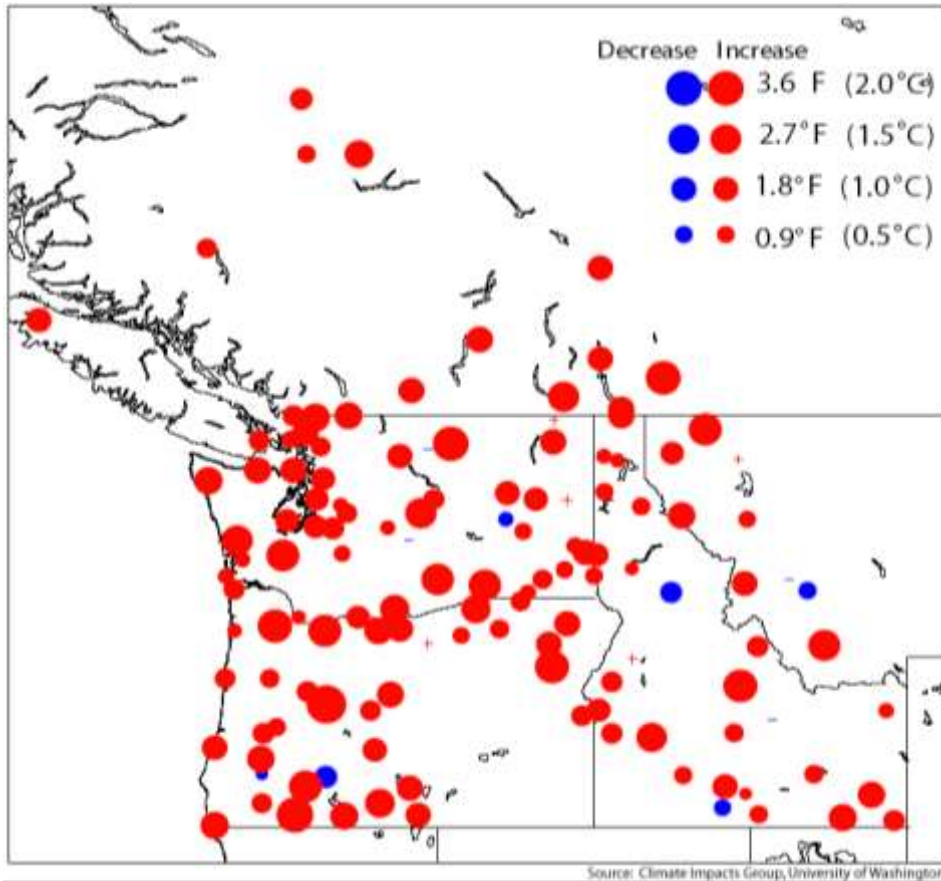 Decrease Increase
3.6 F (2.0°C)
2.7°F (1.5°C)
1.8°F (1.0°C)
0.9°F (0.5°C)
Source: Climate Impacts Group, University of Washington